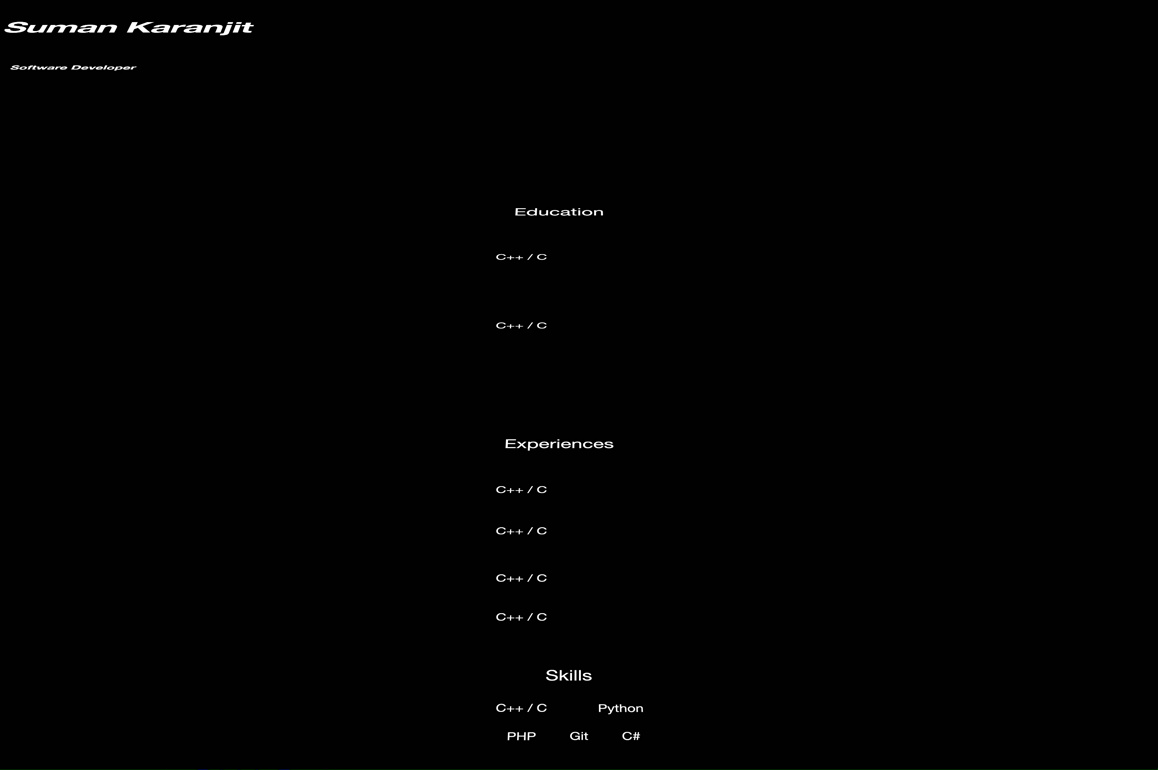 Suman Karanjit
Software Developer
Education
C++ / C
C++ / C
Experiences
C++ / C
C++ / C
C++ / C
C++ / C
Skills
C++ / C Python
PHP Git C#